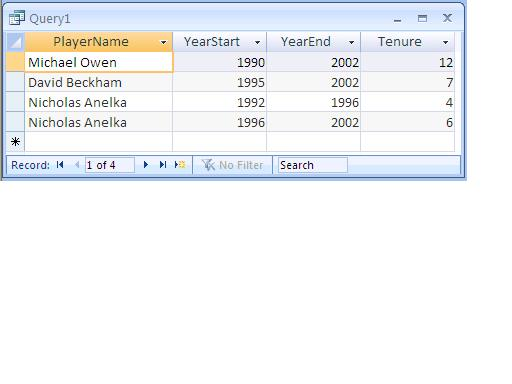 Query1
PlayerName YearStart YearEnd Tenure
Michael Owen 1990 2002 12
David Beckham 1995 2002 7
Nicholas Anelka 1992 1996 4
Nicholas Anelka 1996 2002 6
Record: 1 of 4 No Filter Search